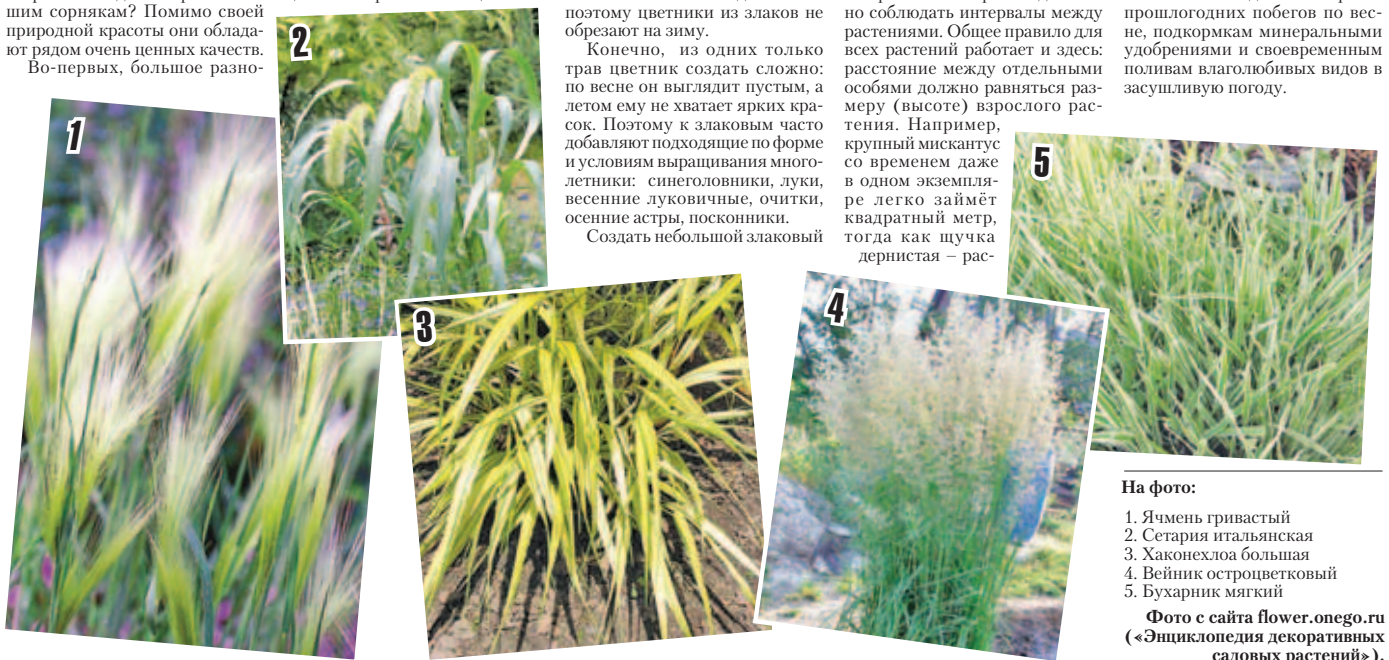 шим сорнякам? Помимо своей
природной красоты они облада-
ют рядом очень ценных качеств.
Во-первых, большое разно-
поэтому цветники из злаков не
обрезают на зиму.
Конечно, из одних только
трав цветник создать сложно:
по весне он выглядит пустым, а
летом ему не хватает ярких кра-
сок. Поэтому к злаковым часто
добавляют подходящие по форме
и условиям выращивания много-
летники: синеголовники, луки,
весенние луковичные, очитки,
осенние астры, посконники.
Создать небольшой злаковый
но соблюдать интервалы между
растениями. Общее правило для
всех растений работает и здесь:
расстояние между отдельными
особями должно равняться раз-
меру (высоте) взрослого рас-
тения. Например,
крупный мискантус
со временем даже
в одном экземпля-
ре легко займёт
квадратный метр,
тогда как щучка
дернистая – рас-
прошлогодних побегов по вес-
не, подкормкам минеральными
удобрениями и своевременным
поливам влаголюбивых видов в
засушливую погоду.
1
2
3
4
5
На фото:
1. Ячмень гривастый
2. Сетария итальянская
3. Хаконехлоа большая
4. Вейник остроцветковый
5. Бухарник мягкий
Фото с сайта flower.onego.ru
(«Энциклопедия декоративных
садовых растений»).